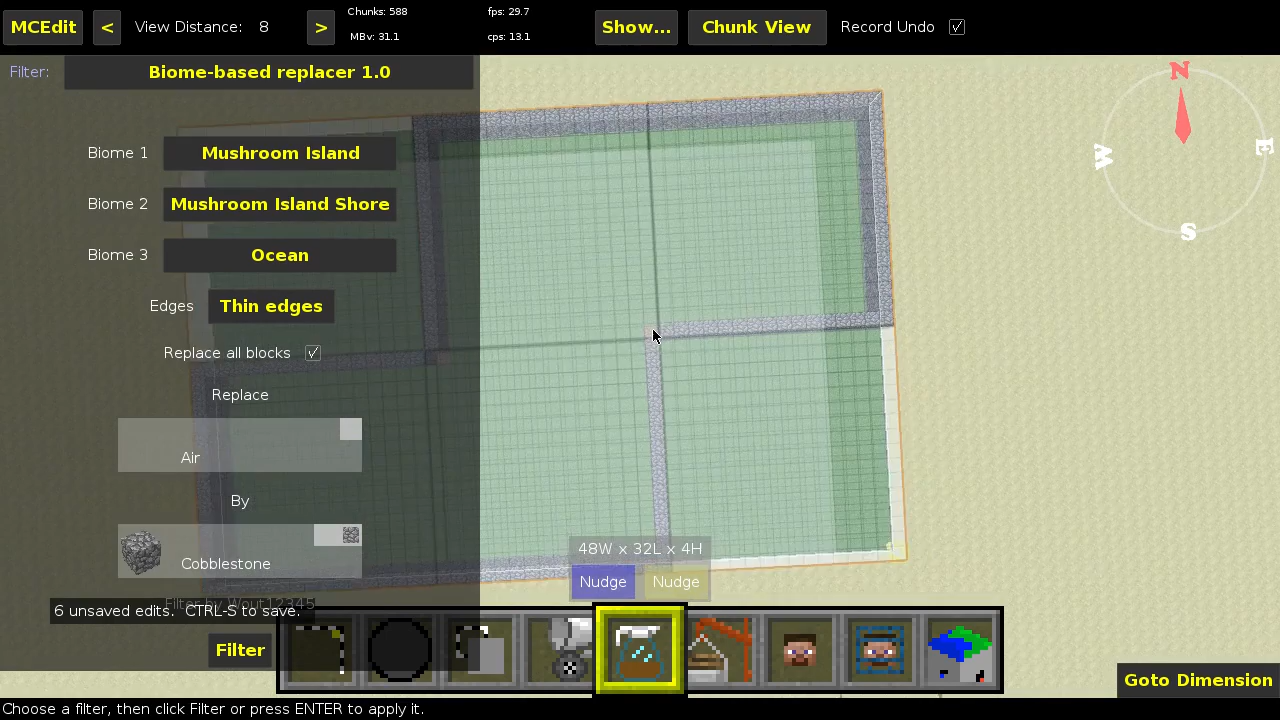 MCEdit < View Distance: 8 > Chunks: 588 fps: 29.7 Show... Chunk View Record Undo
MBv: 31.1 cps: 13.1
Filter: Biome-based replacer 1.0
N
W E
S
Biome 1 Mushroom Island
Biome 2 Mushroom Island Shore
Biome 3 Ocean
Edges Thin edges
Replace all blocks
Replace
Air
By
Cobblestone
48W x 32L x 4H
Nudge Nudge
Filter by Wout12345
6 unsaved edits. CTRL-S to save.
Filter
Goto Dimension
Choose a filter, then click Filter or press ENTER to apply it.